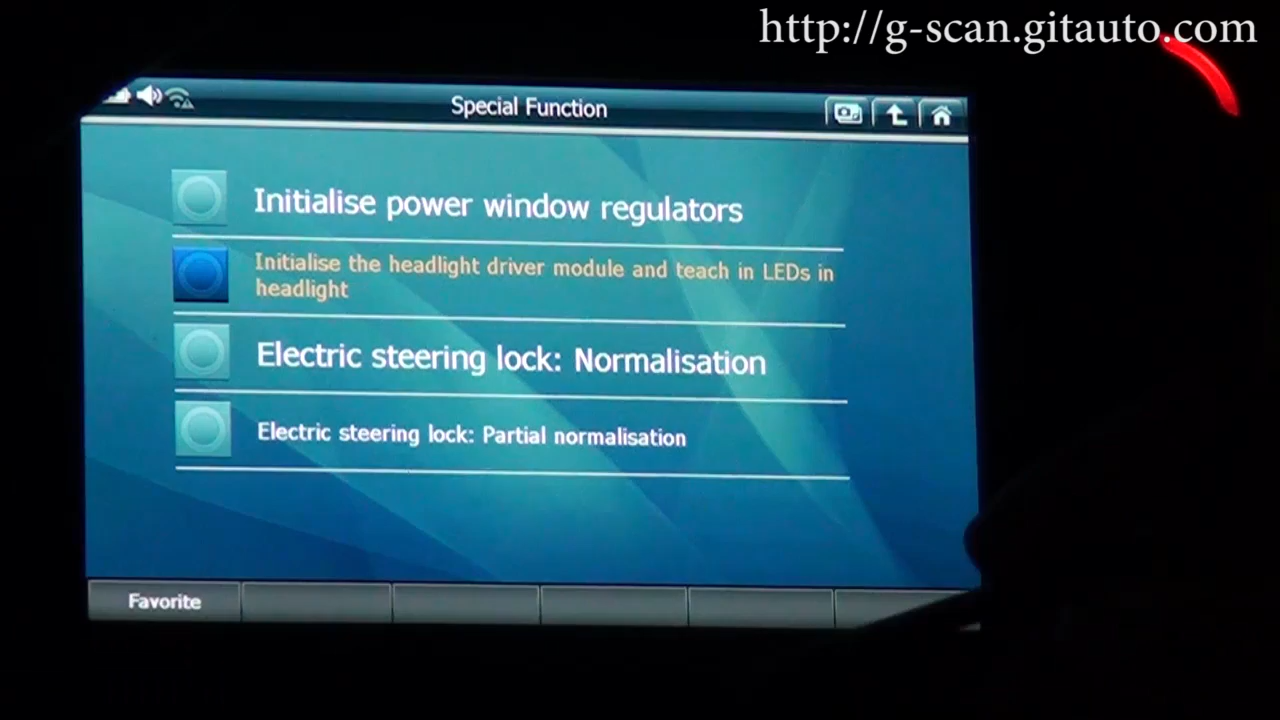 http://g-scan.gitauto.com
Special Function
Initialise power window regulators
Initialise the headlight driver module and teach in LEDs in
headlight
Electric steering lock: Normalisation
Electric steering lock: Partial normalisation
Favorite